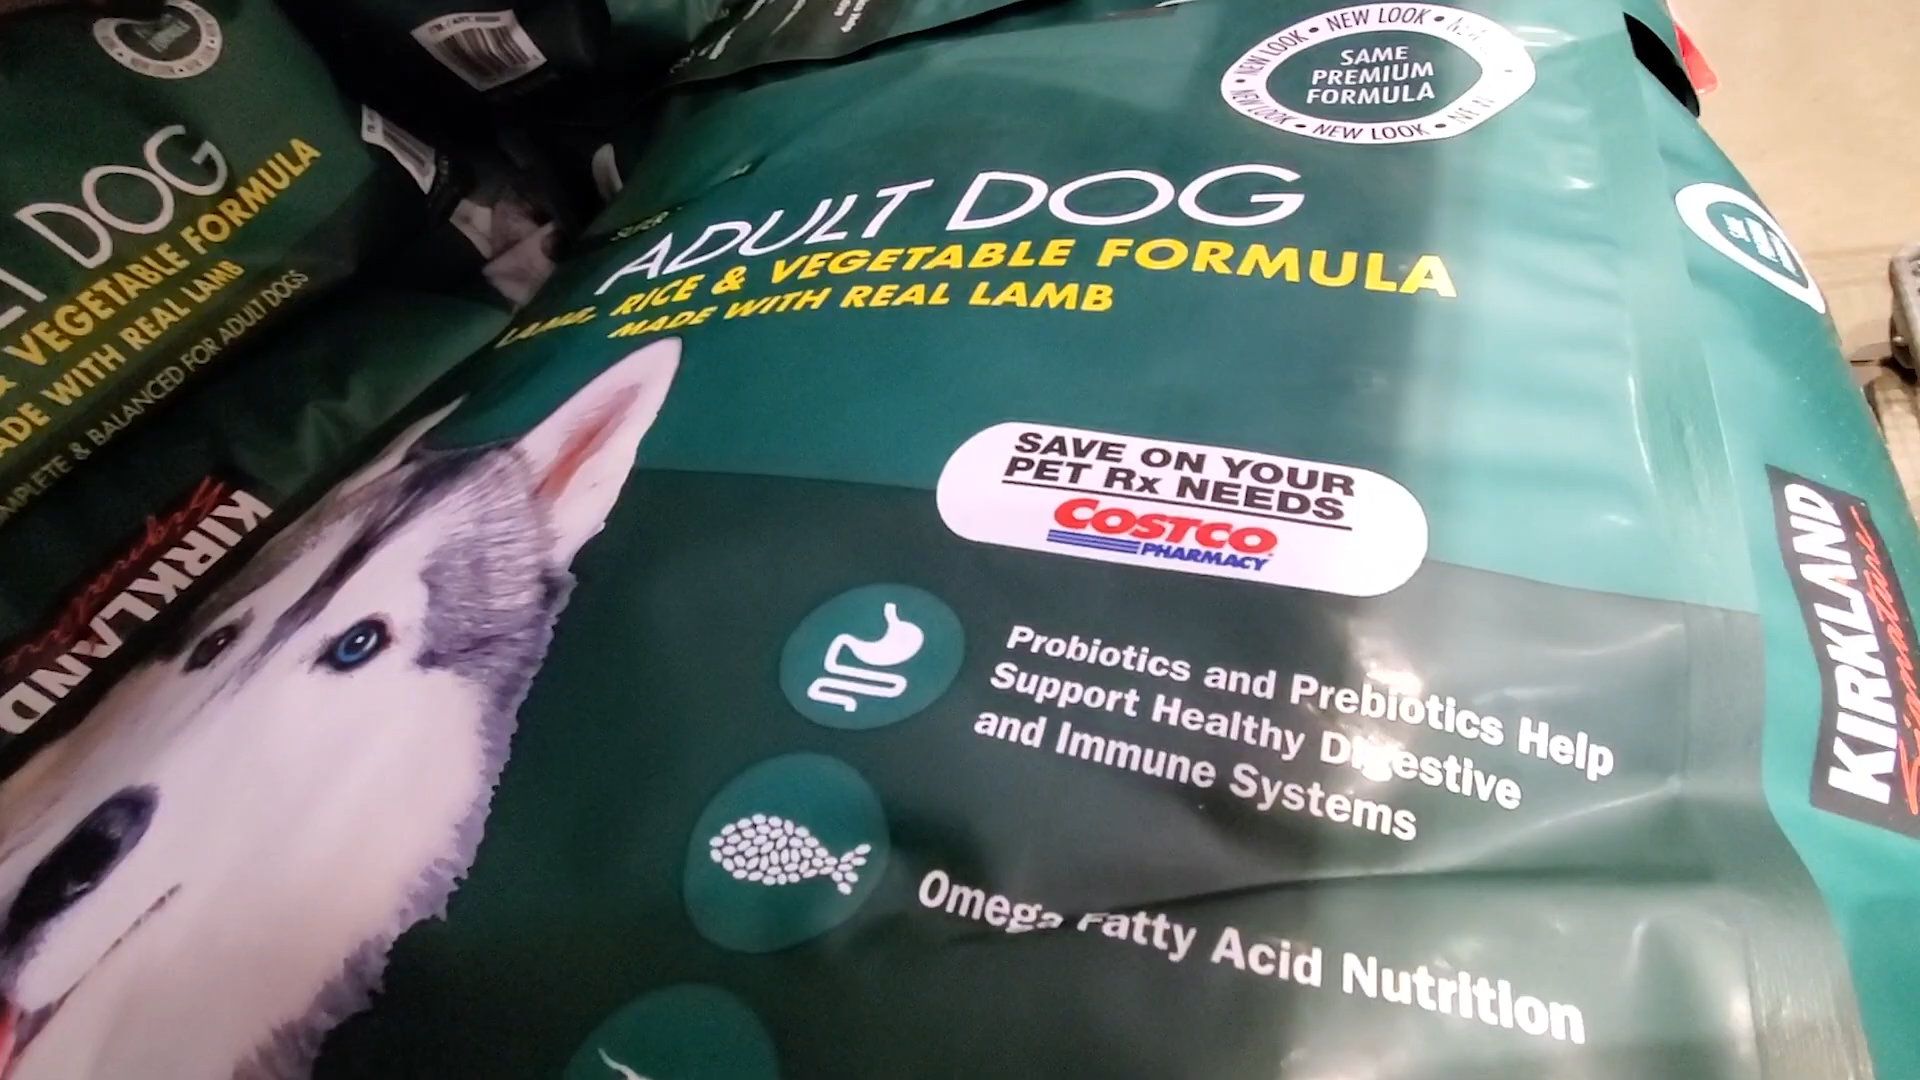 NEW LOOK • NEW LOOK • NEW LOOK • NEW LOOK
SAME
PREMIUM
FORMULA
ADULT DOG
LAMB, RICE & VEGETABLE FORMULA
MADE WITH REAL LAMB
SAVE ON YOUR
PET Rx NEEDS
COSTCO
PHARMACY
Probiotics and Prebiotics Help
Support Healthy Digestive
and Immune Systems
Omega Fatty Acid Nutrition
KIRKLAND
Signature
DOG
VEGETABLE FORMULA
MADE WITH REAL LAMB
COMPLETE & BALANCED FOR ADULT DOGS
KIRKLAND
Signature